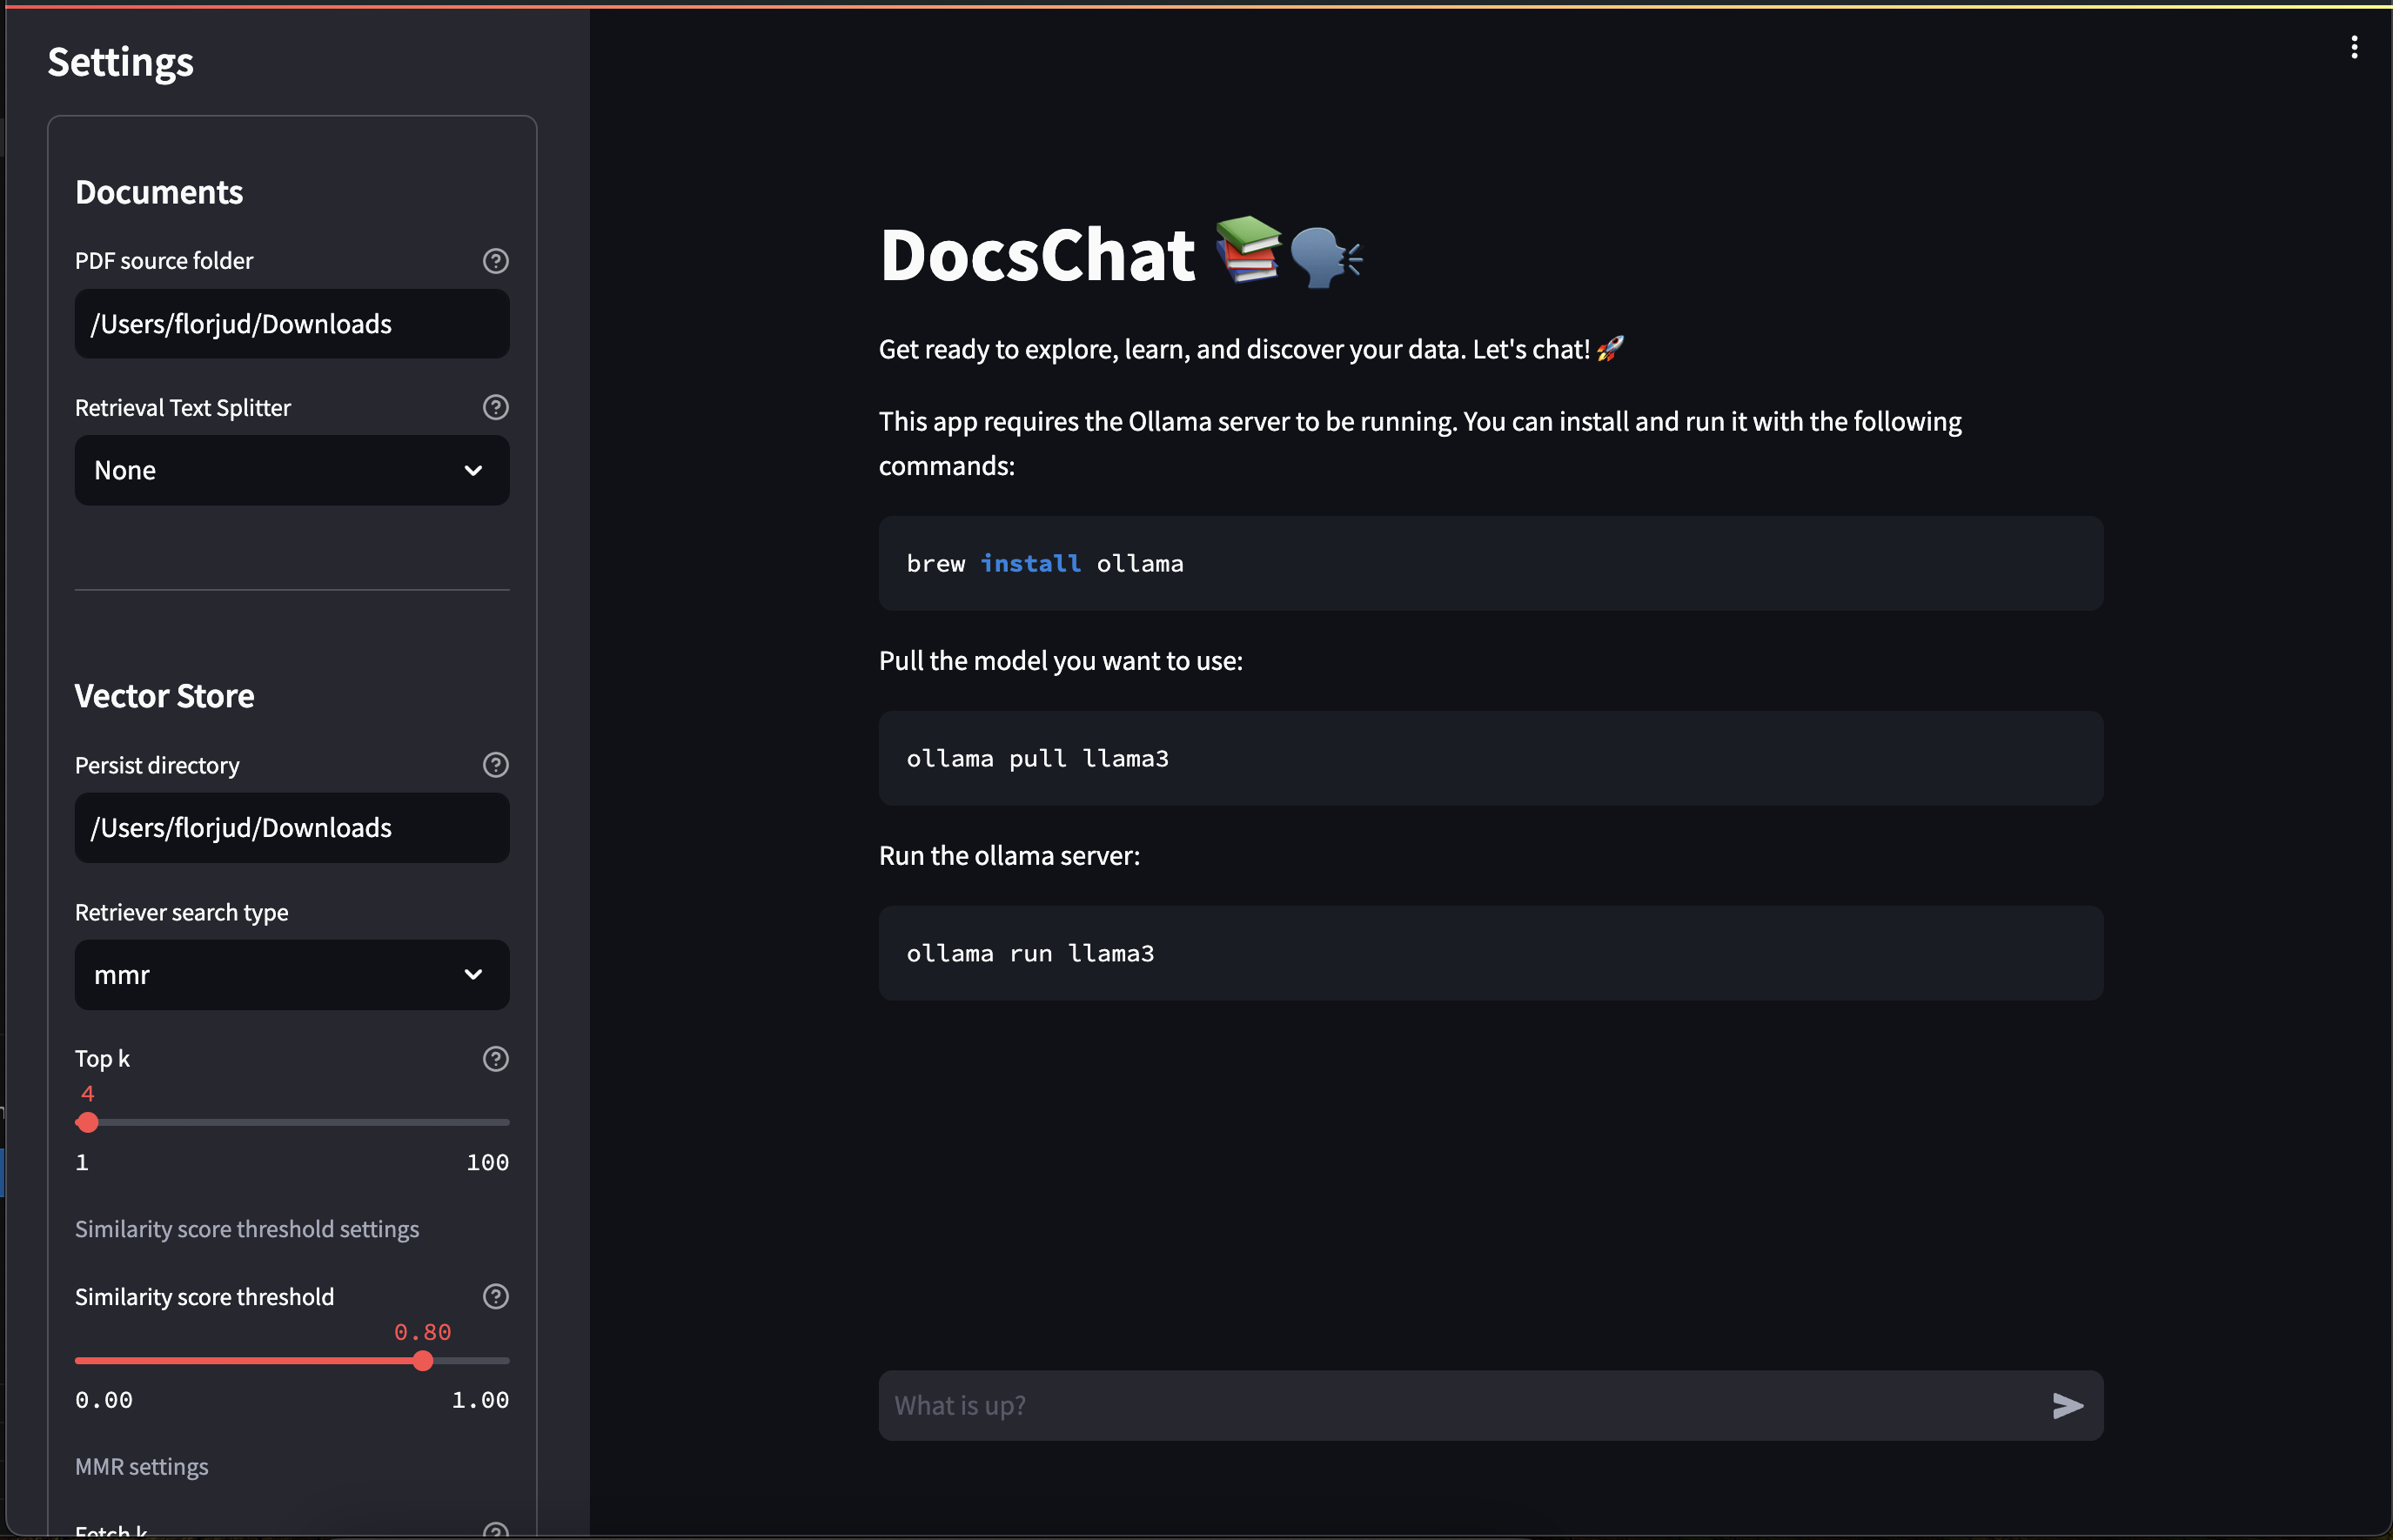 Settings
Documents
PDF source folder
/Users/florjud/Downloads
Retrieval Text Splitter
None
Vector Store
Persist directory
/Users/florjud/Downloads
Retriever search type
mmr
Top k
4
1 100
Similarity score threshold settings
Similarity score threshold
0.80
0.00 1.00
MMR settings
Fetch k
DocsChat 📚🗣️
Get ready to explore, learn, and discover your data. Let's chat! 🚀
This app requires the Ollama server to be running. You can install and run it with the following
commands:
brew install ollama
Pull the model you want to use:
ollama pull llama3
Run the ollama server:
ollama run llama3
What is up?